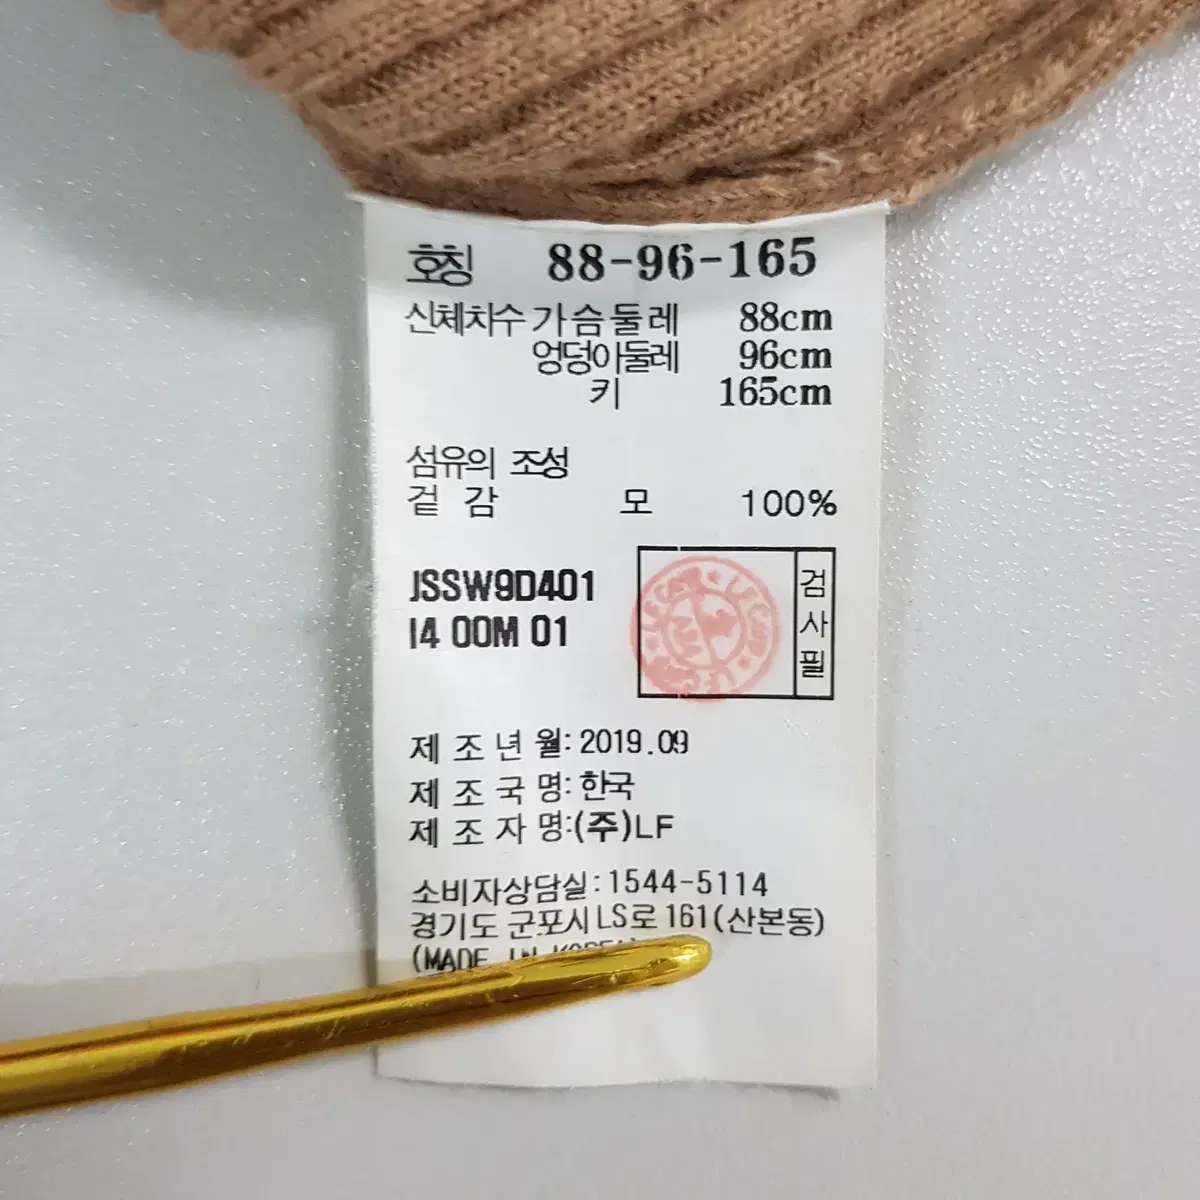 호칭 88-96-165
신체치수 가슴둘레 88cm
엉덩이둘레 96cm
키 165cm
섬유의 조성
겉감 모 100%
JSSW9D401
I4 00M 01
검사필
제조년월: 2019.09
제조국명: 한국
제조자명:(주)LF
소비자상담실:1544-5114
경기도 군포시 LS로 161(산본동)
(MADE IN KOREA)